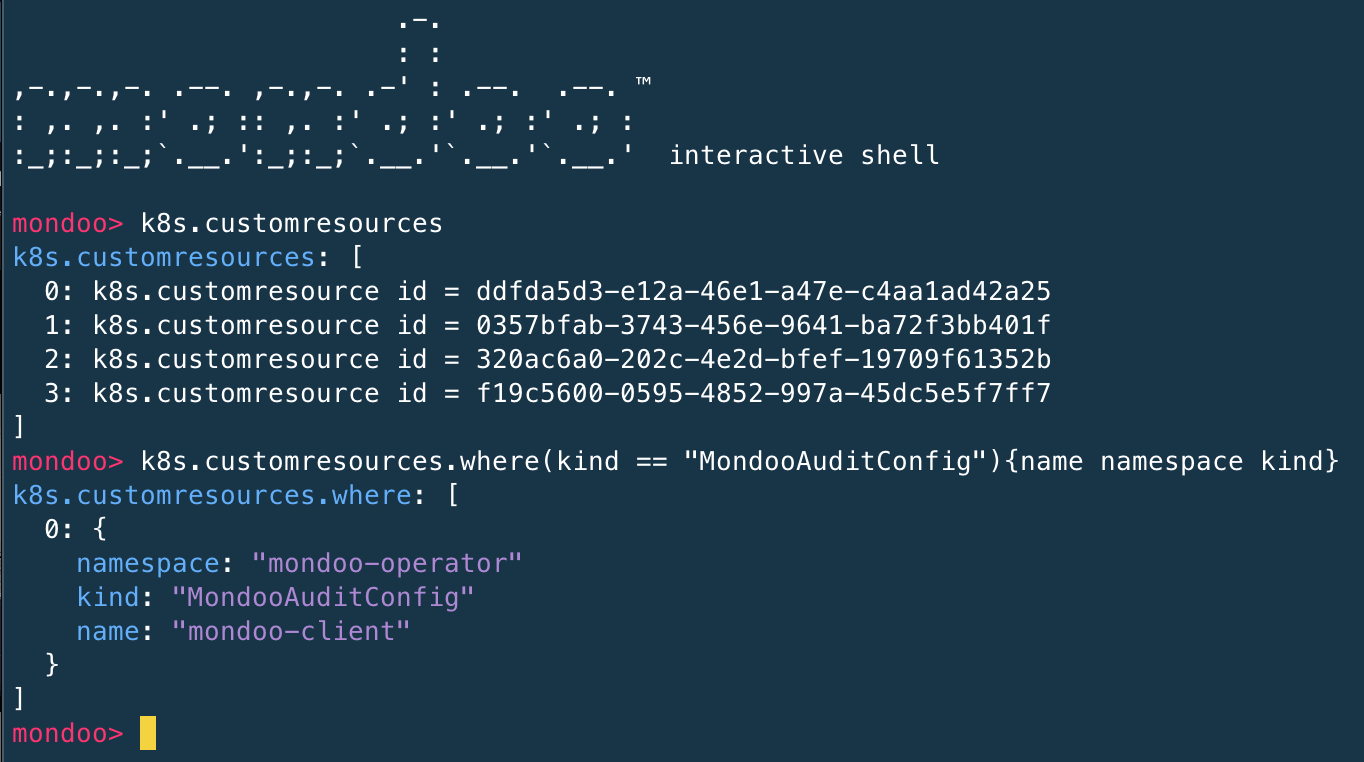 .-.
                        : :
,-.,-.,-. .--. ,-.,-. .-' : .--.  .--. ™
: ,. ,. :' .; :: ,. :' .; :' .; :' .; :
:_;:_;:_;`.__.':_;:_;`.__.'`.__.'`.__.'  interactive shell
mondoo> k8s.customresources
k8s.customresources: [
  0: k8s.customresource id = ddfda5d3-e12a-46e1-a47e-c4aa1ad42a25
  1: k8s.customresource id = 0357bfab-3743-456e-9641-ba72f3bb401f
  2: k8s.customresource id = 320ac6a0-202c-4e2d-bfef-19709f61352b
  3: k8s.customresource id = f19c5600-0595-4852-997a-45dc5e5f7ff7
]
mondoo> k8s.customresources.where(kind == "MondooAuditConfig"){name namespace kind}
k8s.customresources.where: [
  0: {
    namespace: "mondoo-operator"
    kind: "MondooAuditConfig"
    name: "mondoo-client"
  }
]
mondoo>